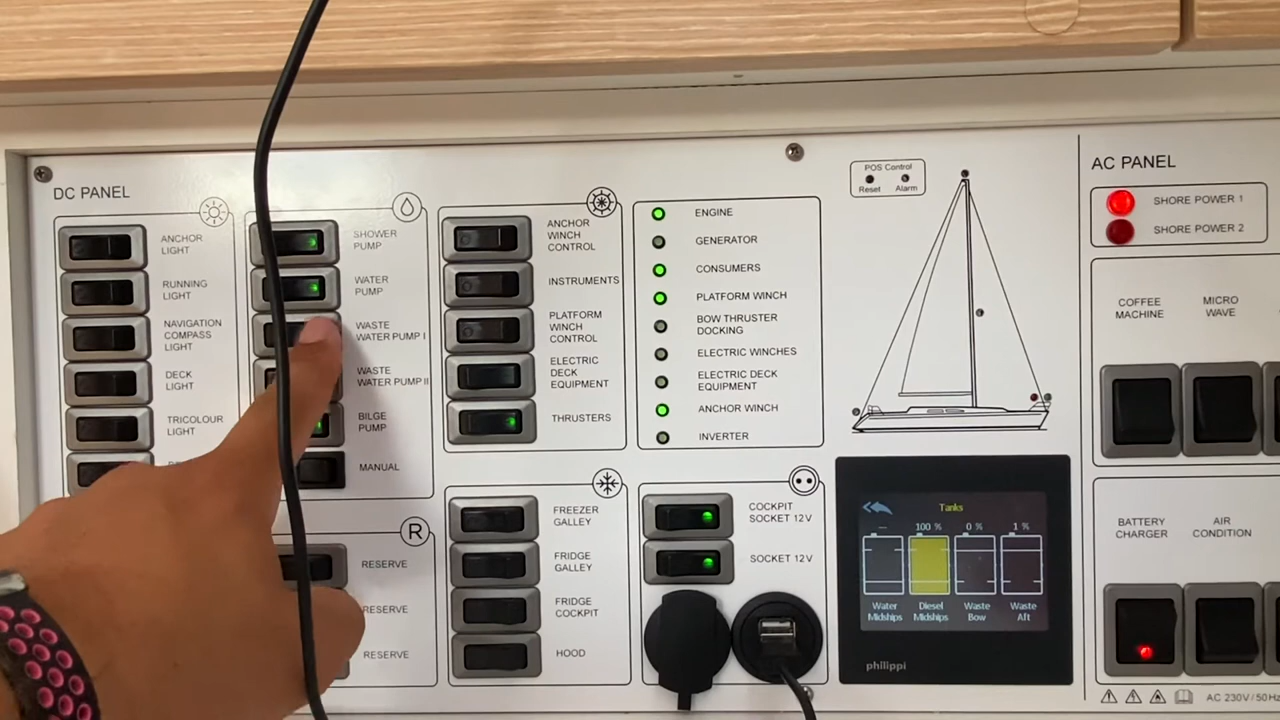 DC PANEL
ANCHOR
LIGHT
RUNNING
LIGHT
NAVIGATION
COMPASS
LIGHT
DECK
LIGHT
TRICOLOUR
LIGHT
SHOWER
PUMP
WATER
PUMP
WASTE
WATER PUMP I
WASTE
WATER PUMP II
BILGE
PUMP
MANUAL
R
RESERVE
RESERVE
RESERVE
ANCHOR
WINCH
CONTROL
INSTRUMENTS
PLATFORM
WINCH
CONTROL
ELECTRIC
DECK
EQUIPMENT
THRUSTERS
FREEZER
GALLEY
FRIDGE
GALLEY
FRIDGE
COCKPIT
HOOD
ENGINE
GENERATOR
CONSUMERS
PLATFORM WINCH
BOW THRUSTER
DOCKING
ELECTRIC WINCHES
ELECTRIC DECK
EQUIPMENT
ANCHOR WINCH
INVERTER
COCKPIT
SOCKET 12V
SOCKET 12V
POS Control
Reset Alarm
Tanks
--- 100 % 0 % 1 %
Water Diesel Waste Waste
Midships Midships Bow Aft
philippi
AC PANEL
SHORE POWER 1
SHORE POWER 2
COFFEE MICRO
MACHINE WAVE
BATTERY AIR
CHARGER CONDITION
AC 230V/50Hz